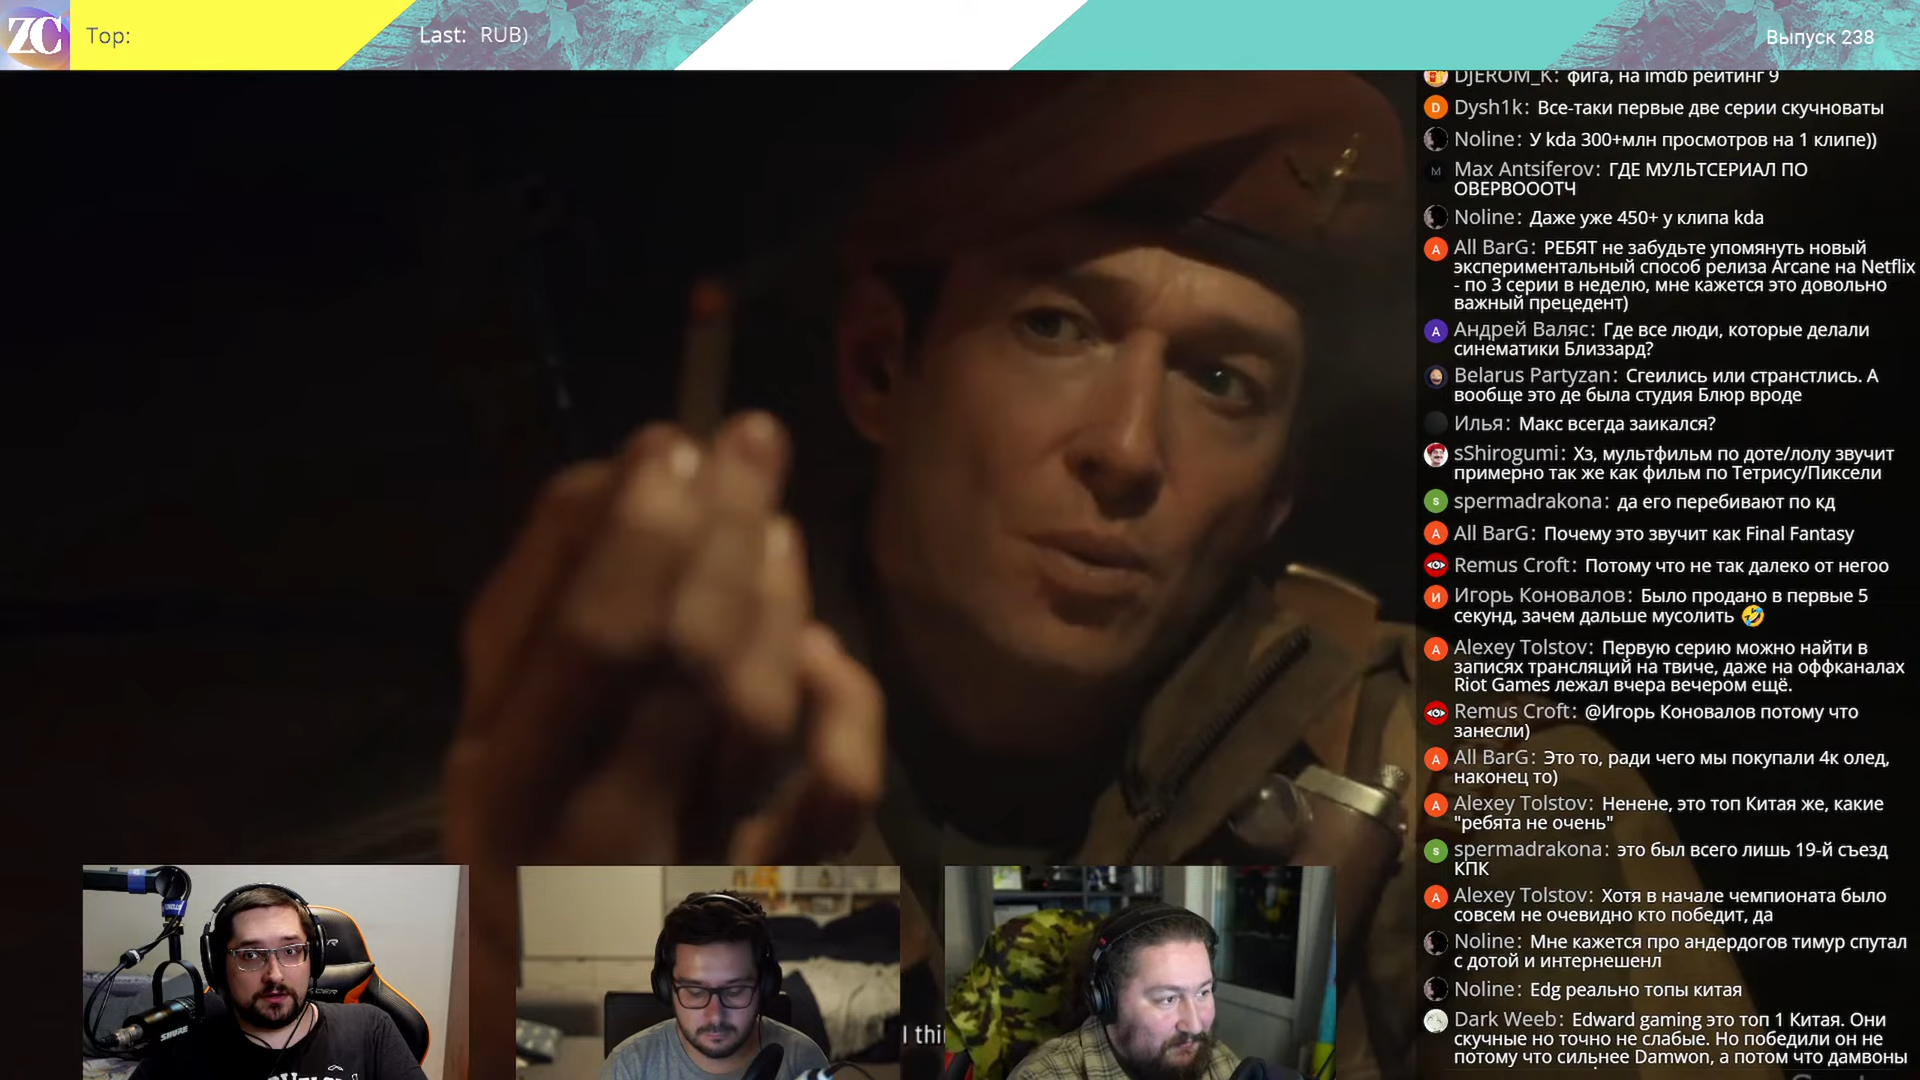 ZC
Top:
Last: RUB)
Выпуск 238
DJEROM_K: фига, на imdb рейтинг 9
Dysh1k: Все-таки первые две серии скучноваты
Noline: У kda 300+млн просмотров на 1 клипе))
Max Antsiferov: ГДЕ МУЛЬТСЕРИАЛ ПО
ОВЕРВОООТЧ
Noline: Даже уже 450+ у клипа kda
All BarG: РЕБЯТ не забудьте упомянуть новый
экспериментальный способ релиза Arcane на Netflix
- по 3 серии в неделю, мне кажется это довольно
важный прецедент)
Андрей Валяс: Где все люди, которые делали
синематики Близзард?
Belarus Partyzan: Сгеились или странстлись. А
вообще это де была студия Блюр вроде
Илья: Макс всегда заикался?
sShirogumi: Хз, мультфильм по доте/лолу звучит
примерно так же как фильм по Тетрису/Пиксели
spermadrakona: да его перебивают по кд
All BarG: Почему это звучит как Final Fantasy
Remus Croft: Потому что не так далеко от негоо
Игорь Коновалов: Было продано в первые 5
секунд, зачем дальше мусолить 🤣
Alexey Tolstov: Первую серию можно найти в
записях трансляций на твиче, даже на оффканалах
Riot Games лежал вчера вечером ещё.
Remus Croft: @Игорь Коновалов потому что
занесли)
All BarG: Это то, ради чего мы покупали 4к олед,
наконец то)
Alexey Tolstov: Ненене, это топ Китая же, какие
"ребята не очень"
spermadrakona: это был всего лишь 19-й съезд
КПК
Alexey Tolstov: Хотя в начале чемпионата было
совсем не очевидно кто победит, да
Noline: Мне кажется про андердогов тимур спутал
с дотой и интернешенл
Noline: Edg реально топы китая
Dark Weeb: Edward gaming это топ 1 Китая. Они
скучные но точно не слабые. Но победили он не
потому что сильнее Damwon, а потом что дамвоны
I thi
SHURE